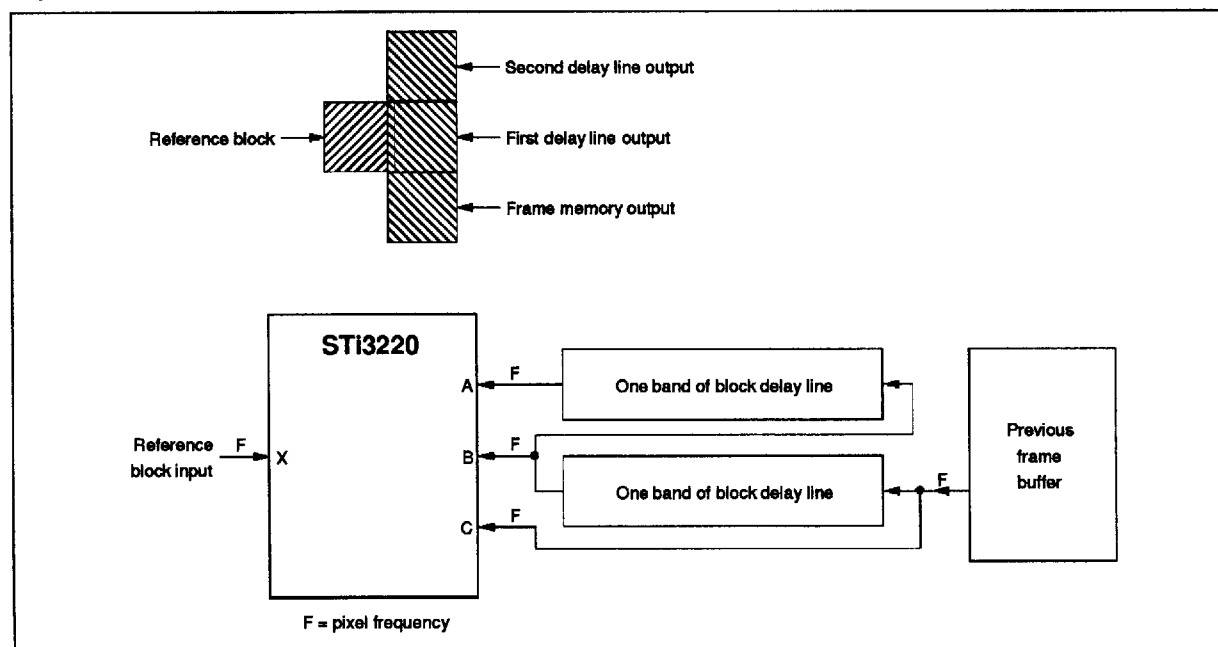 Second delay line output
Reference block
First delay line output
Frame memory output
STi3220
A
F
One band of block delay line
Reference
block input
F
X
B
F
One band of block delay line
F
Previous
frame
buffer
C
F
F = pixel frequency